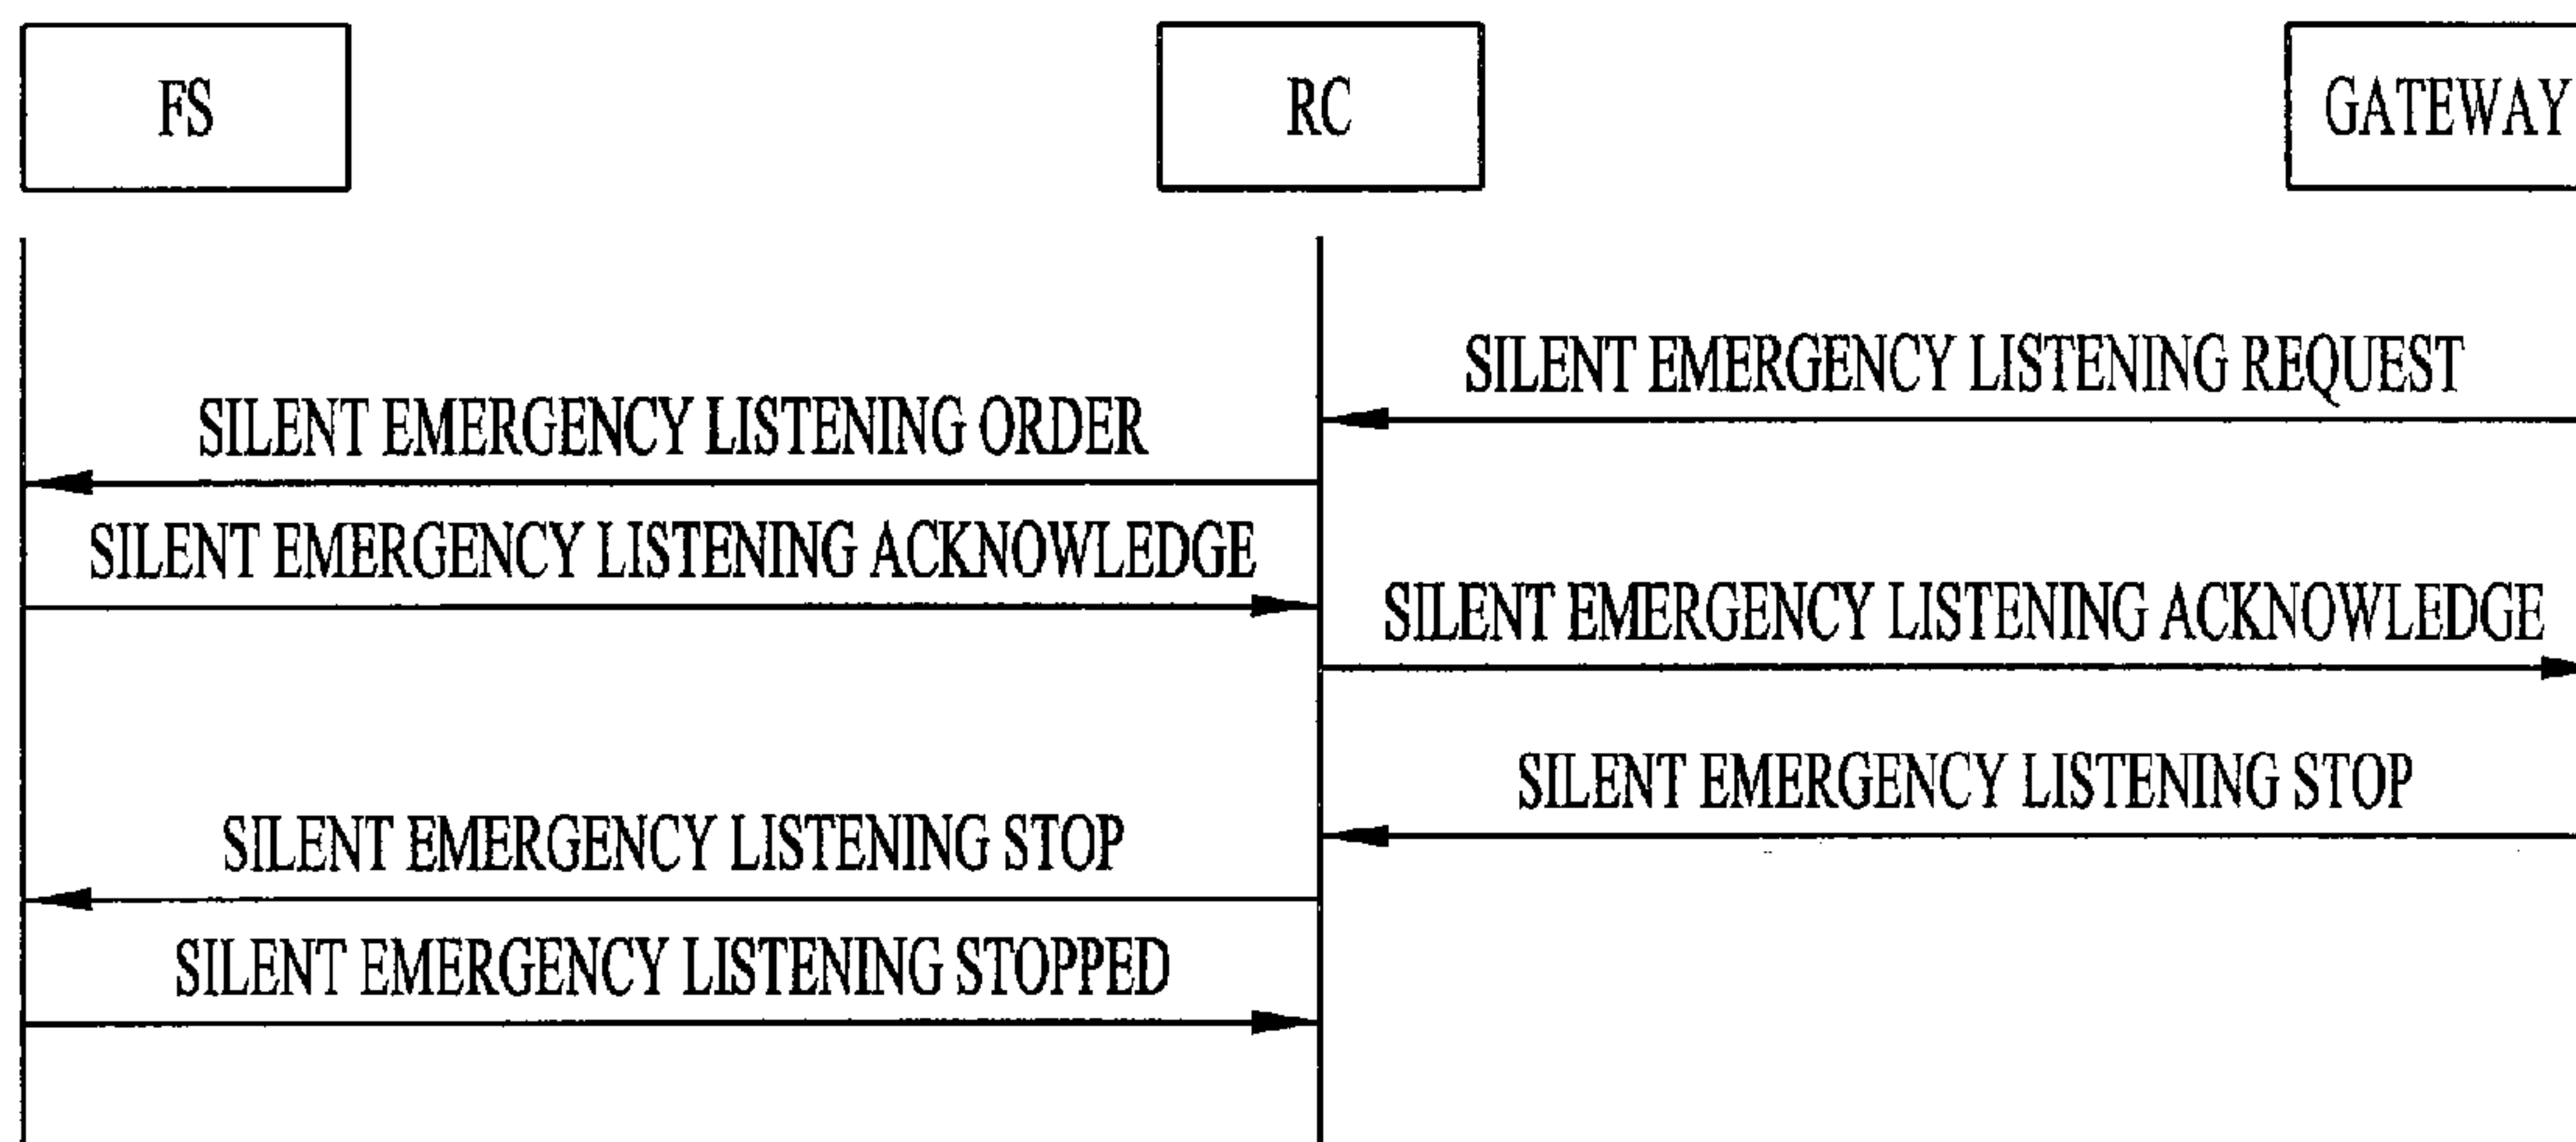 FS
RC
GATEWAY
SILENT EMERGENCY LISTENING REQUEST
SILENT EMERGENCY LISTENING ORDER
SILENT EMERGENCY LISTENING ACKNOWLEDGE
SILENT EMERGENCY LISTENING ACKNOWLEDGE
SILENT EMERGENCY LISTENING STOP
SILENT EMERGENCY LISTENING STOP
SILENT EMERGENCY LISTENING STOPPED